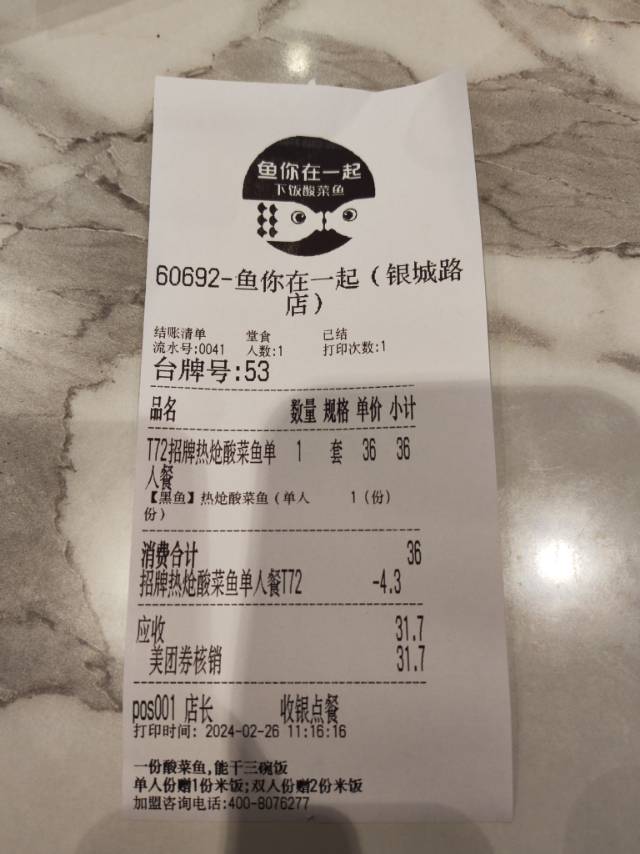 鱼你在一起
下饭酸菜鱼
60692-鱼你在一起（银城路
店）
结账清单 堂食 已结
流水号:0041 人数:1 打印次数:1
台牌号:53
品名 数量 规格 单价 小计
T72招牌热炝酸菜鱼单 1 套 36 36
人餐
【黑鱼】热炝酸菜鱼（单人 1（份）
份）
消费合计 36
招牌热炝酸菜鱼单人餐T72 -4.3
应收 31.7
美团券核销 31.7
pos001 店长 收银点餐
打印时间: 2024-02-26 11:16:16
一份酸菜鱼,能干三碗饭
单人份赠1份米饭;双人份赠2份米饭
加盟咨询电话:400-8076277